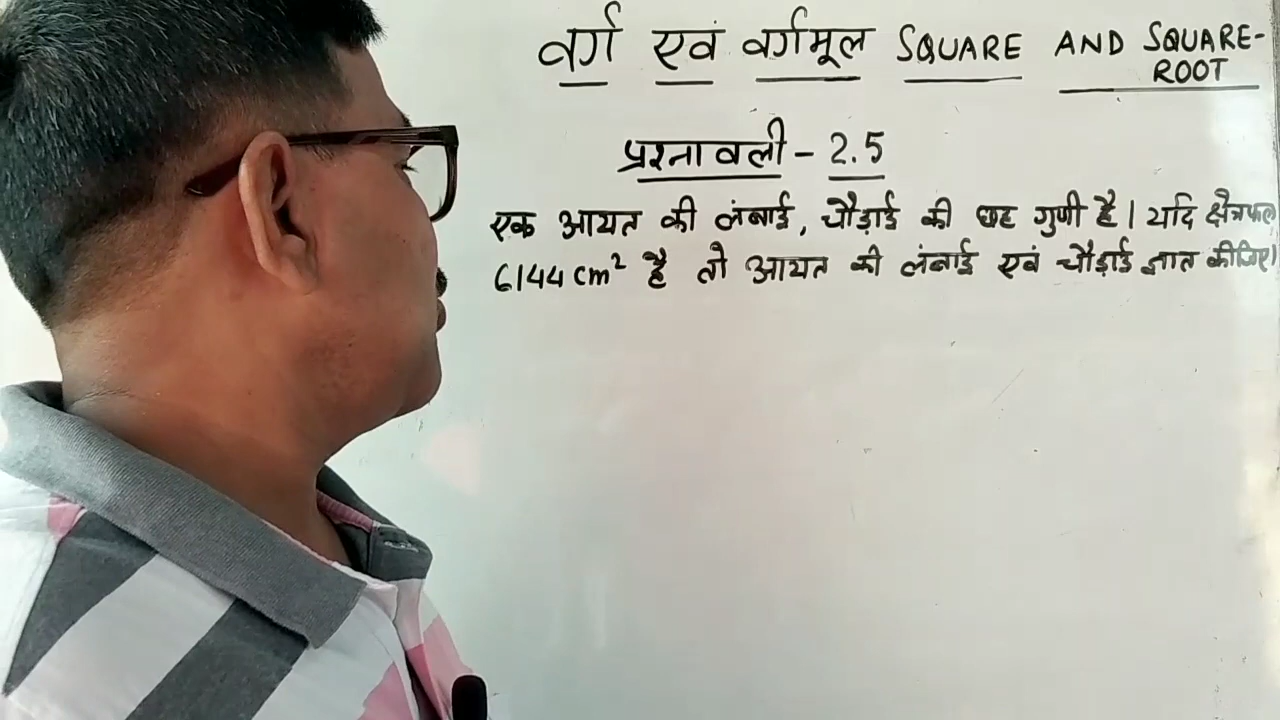 वर्ग एवं वर्गमूल SQUARE AND SQUARE-
ROOT
प्रश्नावली - 2.5
एक आयत की लंबाई, चौड़ाई की छह गुणी है। यदि क्षेत्रफल
6144 cm² है तो आयत की लंबाई एवं चौड़ाई ज्ञात कीजिए।